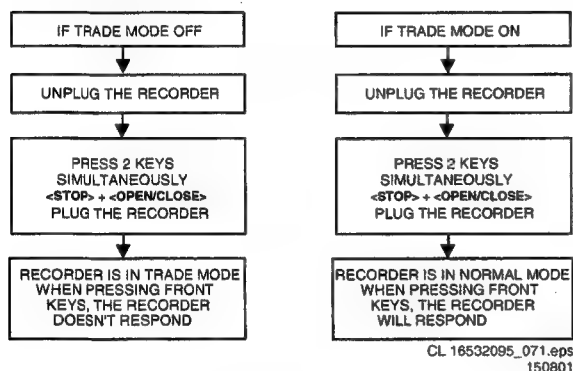 IF TRADE MODE OFF
UNPLUG THE RECORDER
PRESS 2 KEYS
SIMULTANEOUSLY
<STOP> + <OPEN/CLOSE>
PLUG THE RECORDER
RECORDER IS IN TRADE MODE
WHEN PRESSING FRONT
KEYS, THE RECORDER
DOESN'T RESPOND
IF TRADE MODE ON
UNPLUG THE RECORDER
PRESS 2 KEYS
SIMULTANEOUSLY
<STOP> + <OPEN/CLOSE>
PLUG THE RECORDER
RECORDER IS IN NORMAL MODE
WHEN PRESSING FRONT
KEYS, THE RECORDER
WILL RESPOND
CL 16532095_071.eps
150801